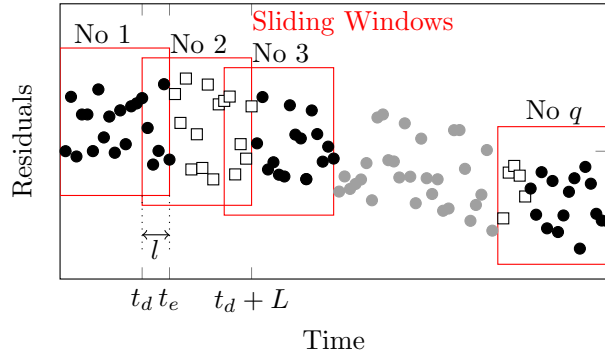 Sliding Windows
No 1
No 2
No 3
No q
Residuals
l
t_d t_e t_d + L
Time